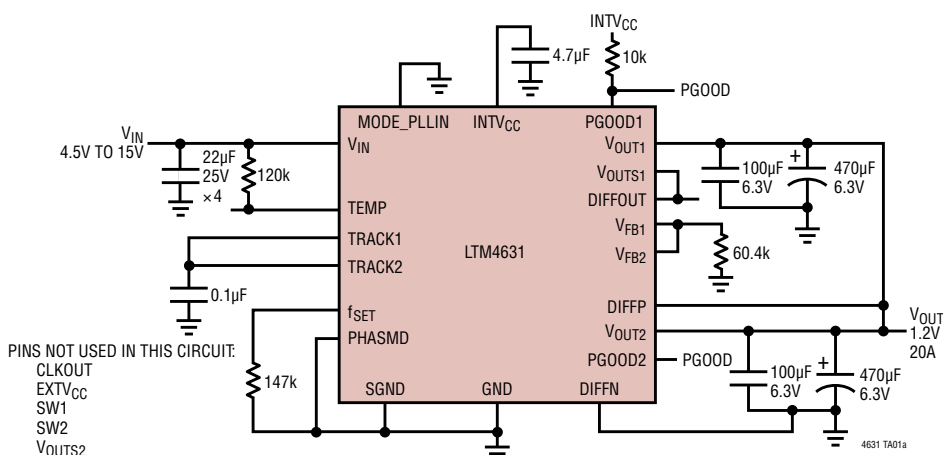 INTVCC
4.7µF
10k
PGOOD
MODE_PLLIN
INTVCC
PGOOD1
VIN
4.5V TO 15V
VIN
VOUT1
22µF
25V
×4
120k
100µF
6.3V
+
470µF
6.3V
VOUTS1
DIFFOUT
TEMP
TRACK1
TRACK2
LTM4631
VFB1
VFB2
60.4k
0.1µF
fSET
PHASMD
DIFFP
VOUT2
VOUT
1.2V
20A
PGOOD2
PGOOD
147k
SGND
GND
DIFFN
100µF
6.3V
+
470µF
6.3V
PINS NOT USED IN THIS CIRCUIT:
CLKOUT
EXTVCC
SW1
SW2
VOUTS2
4631 TA01a